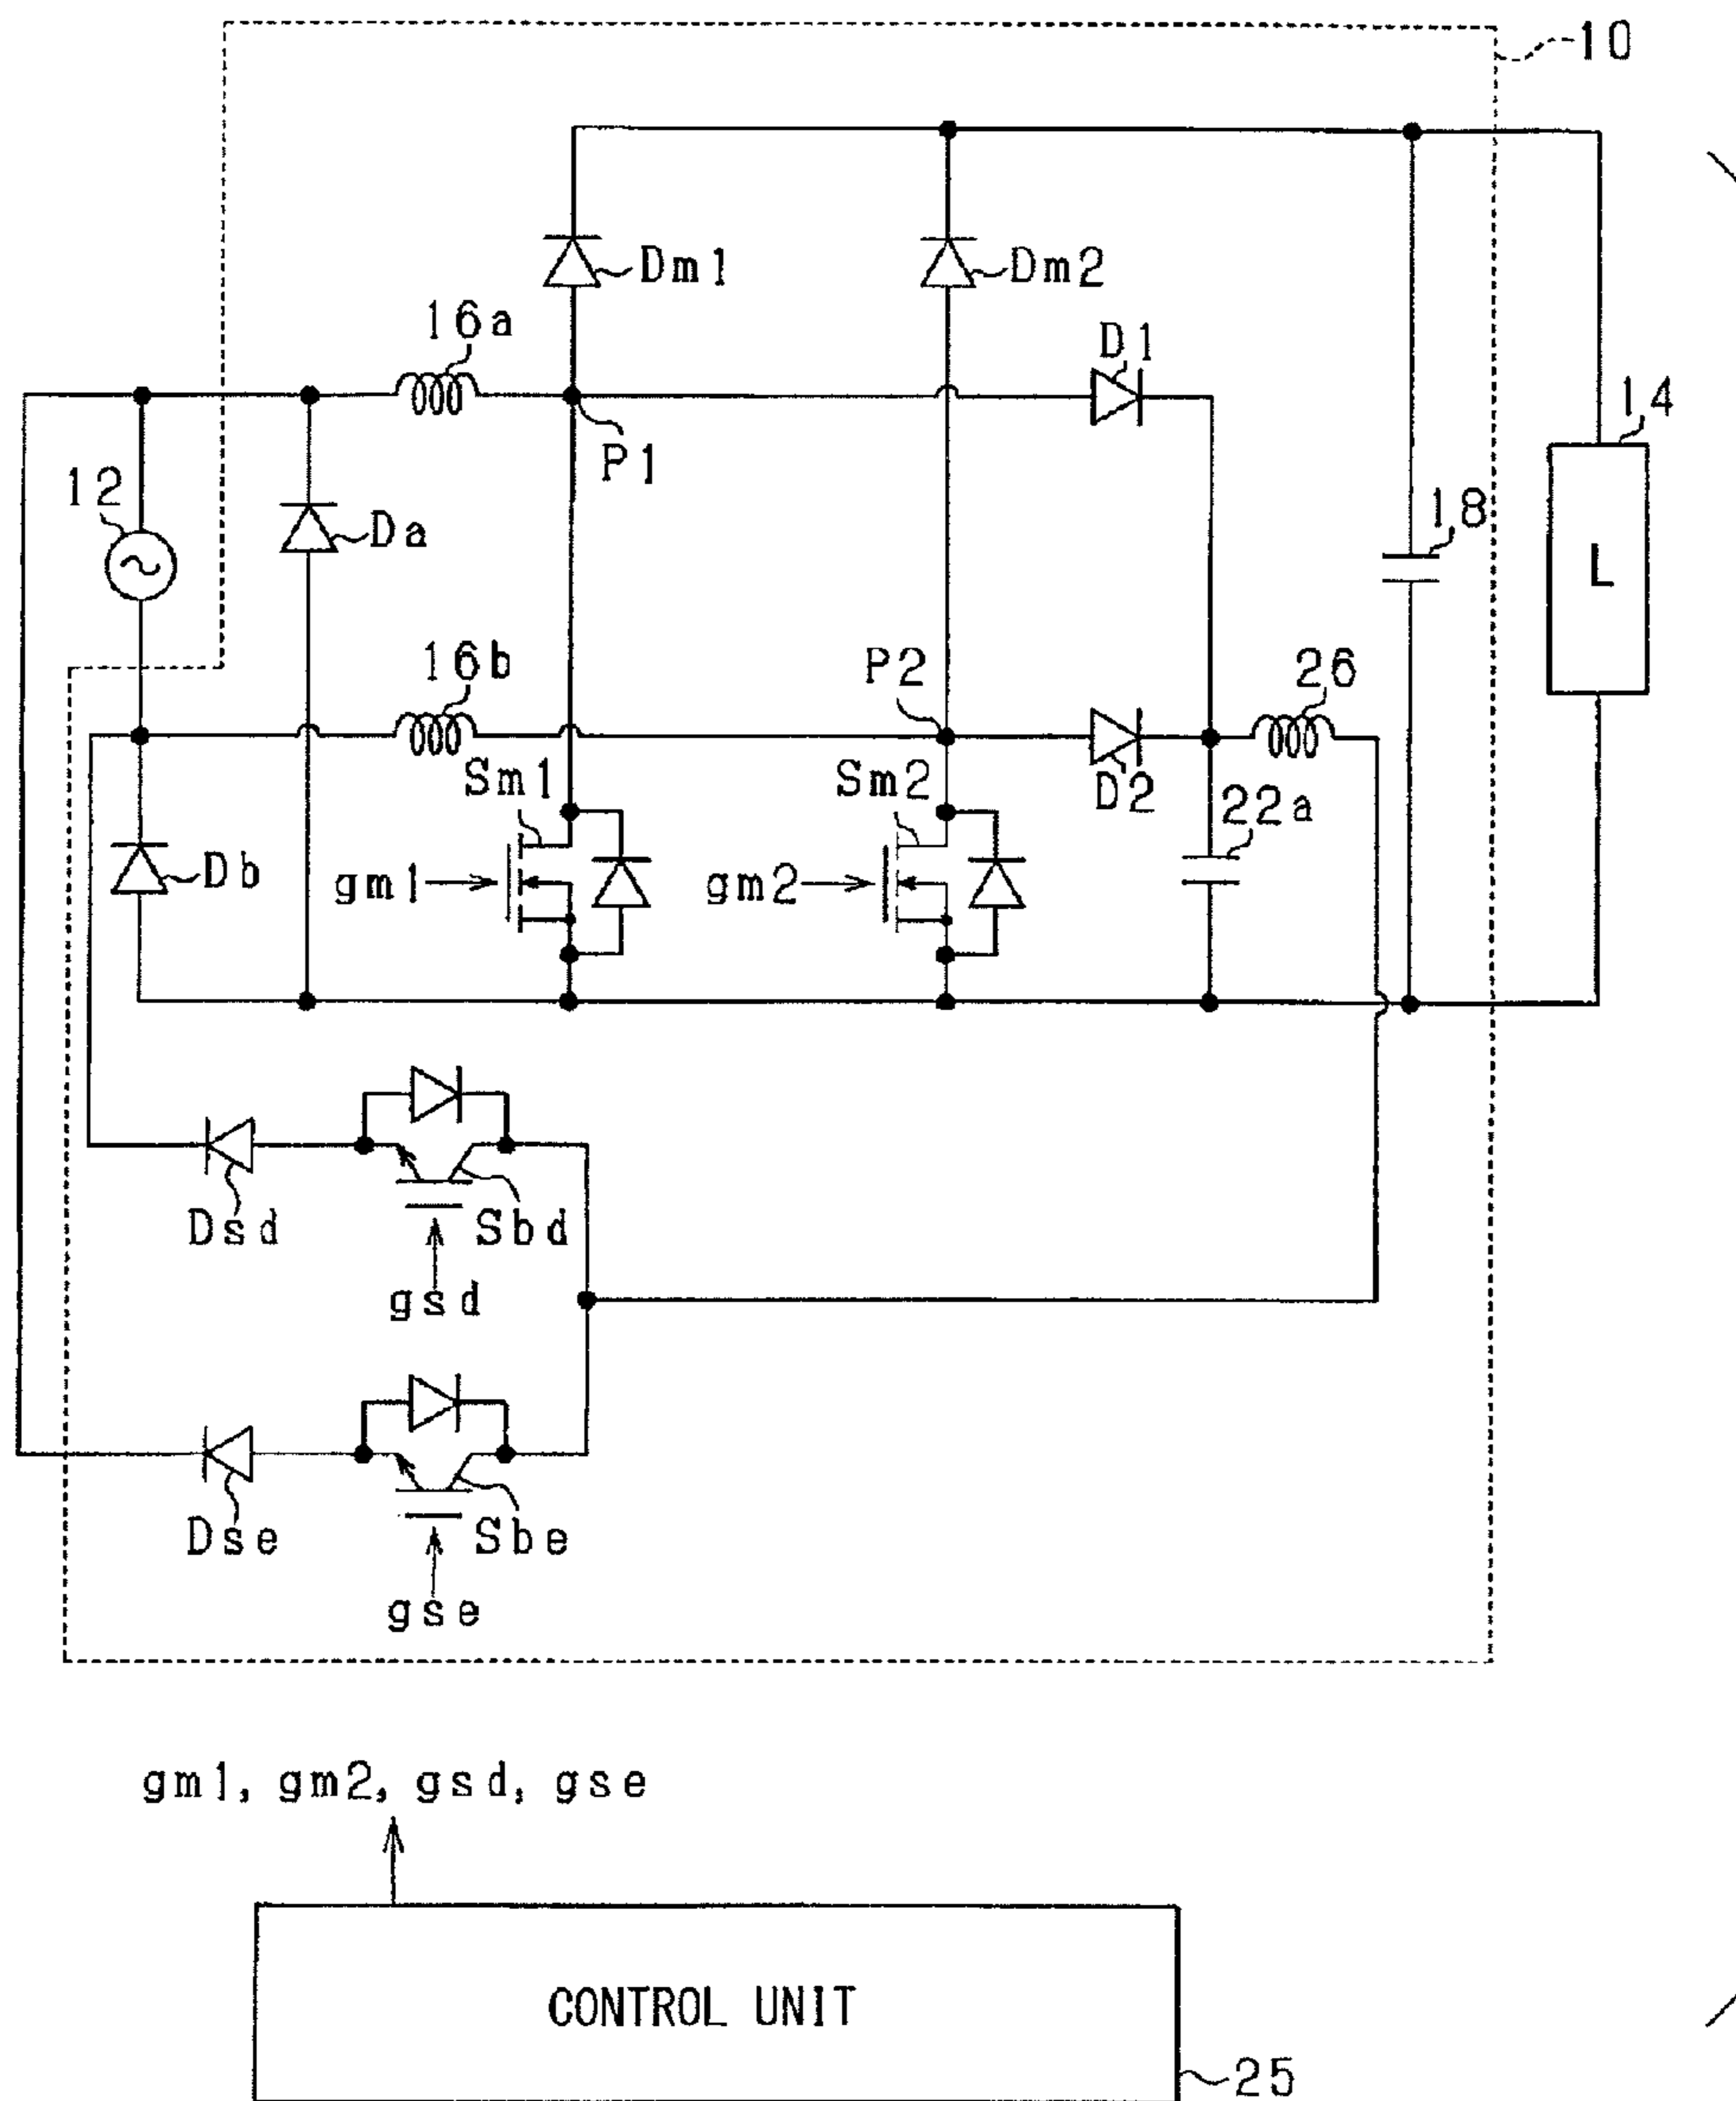 10
Dm1
Dm2
16a
D1
P1
14
12
Da
18
L
16b
P2
26
Sm1
Sm2
D2
22a
Db
gm1
gm2
Dsd
Sbd
gsd
Dse
Sbe
gse
gm1, gm2, gsd, gse
CONTROL UNIT
25